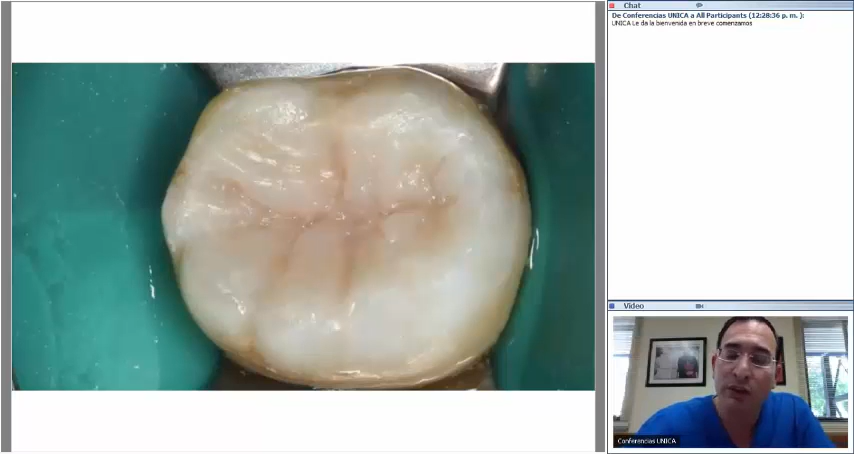 Chat
De Conferencias UNICA a All Participants (12:28:36 p. m. ):
UNICA Le da la bienvenida en breve comenzamos
Video
Conferencias UNICA